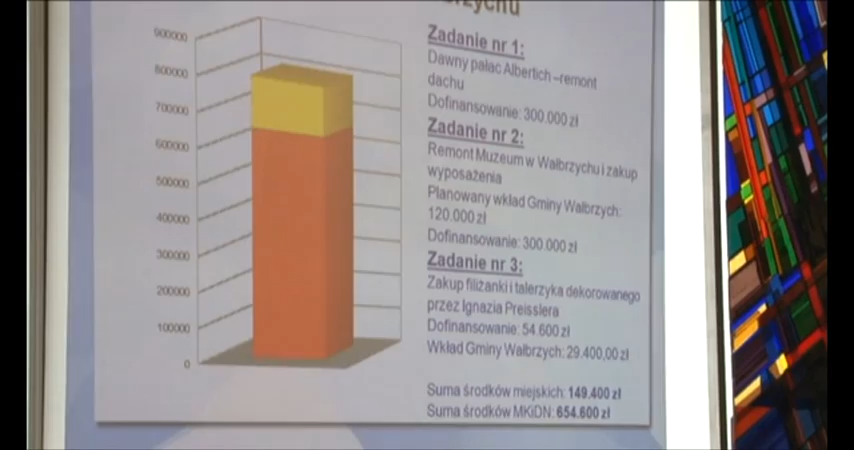 900000
800000
700000
600000
500000
400000
300000
200000
100000
0
Zadanie nr 1:
Dawny pałac Albertich –remont
dachu
Dofinansowanie: 300.000 zł
Zadanie nr 2:
Remont Muzeum w Wałbrzychu i zakup
wyposażenia
Planowany wkład Gminy Wałbrzych:
120.000 zł
Dofinansowanie: 300.000 zł
Zadanie nr 3:
Zakup filiżanki i talerzyka dekorowanego
przez Ignazia Preisslera
Dofinansowanie: 54.600 zł
Wkład Gminy Wałbrzych: 29.400,00 zł
Suma środków miejskich: 149.400 zł
Suma środków MKiDN: 654.600 zł